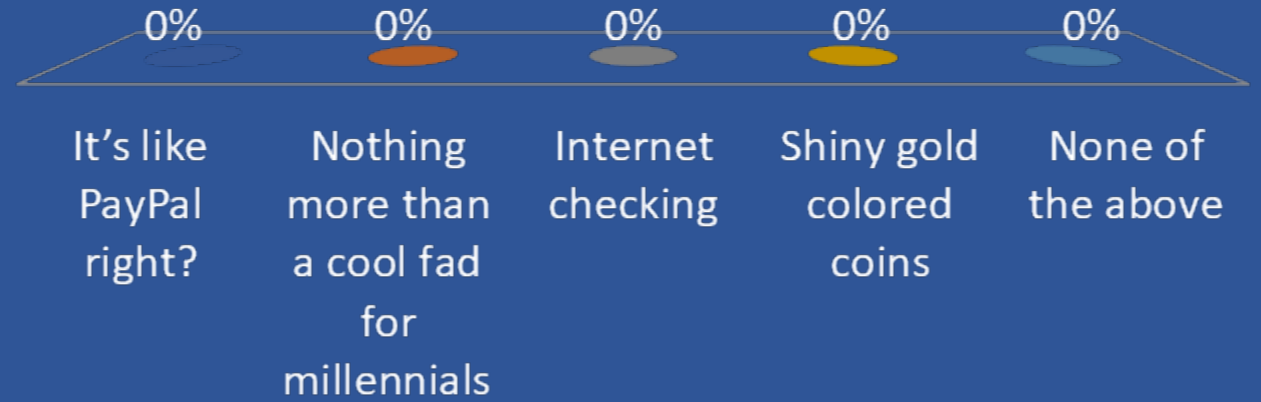 0% 0% 0% 0% 0%
It’s like
PayPal
right?
Nothing
more than
a cool fad
for
millennials
Internet
checking
Shiny gold
colored
coins
None of
the above